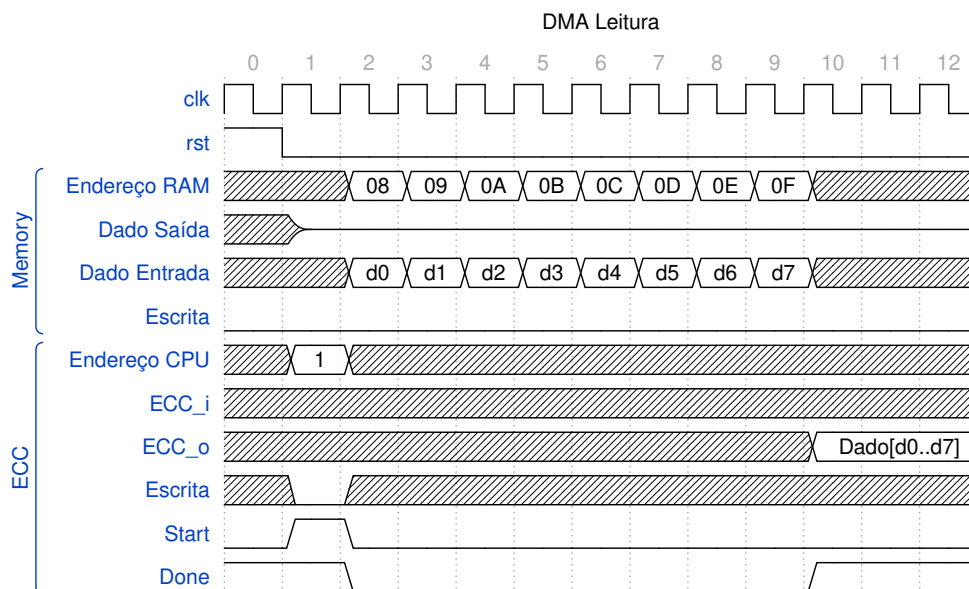 DMA Leitura
0 1 2 3 4 5 6 7 8 9 10 11 12
clk
rst
Memory
Endereço RAM 08 09 0A 0B 0C 0D 0E 0F
Dado Saída
Dado Entrada d0 d1 d2 d3 d4 d5 d6 d7
Escrita
ECC
Endereço CPU 1
ECC_i
ECC_o Dado[d0..d7]
Escrita
Start
Done